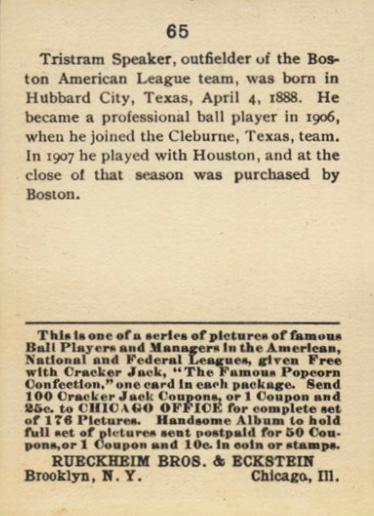 65
Tristram Speaker, outfielder of the Bos-
ton American League team, was born in
Hubbard City, Texas, April 4, 1888. He
became a professional ball player in 1906,
when he joined the Cleburne, Texas, team.
In 1907 he played with Houston, and at the
close of that season was purchased by
Boston.
This is one of a series of pictures of famous
Ball Players and Managers in the American,
National and Federal Leagues, given Free
with Cracker Jack, "The Famous Popcorn
Confection," one card in each package. Send
100 Cracker Jack Coupons, or 1 Coupon and
25c. to CHICAGO OFFICE for complete set
of 176 Pictures. Handsome Album to hold
full set of pictures sent postpaid for 50 Cou-
pons, or 1 Coupon and 10c. in coin or stamps.
RUECKHEIM BROS. & ECKSTEIN
Brooklyn, N. Y. Chicago, Ill.